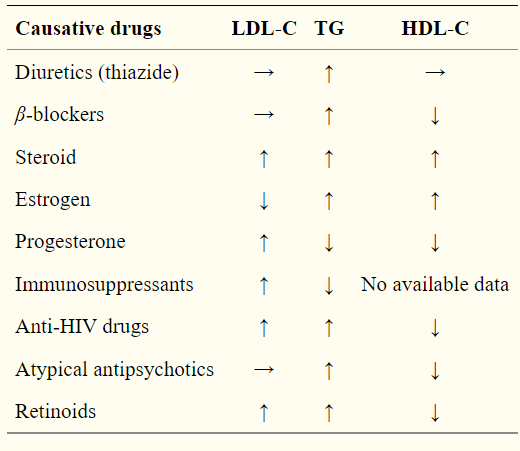 Causative drugs LDL-C TG HDL-C
Diuretics (thiazide) → ↑ →
β-blockers → ↑ ↓
Steroid ↑ ↑ ↑
Estrogen ↓ ↑ ↑
Progesterone ↑ ↓ ↓
Immunosuppressants ↑ ↓ No available data
Anti-HIV drugs ↑ ↑ ↓
Atypical antipsychotics → ↑ ↓
Retinoids ↑ ↑ ↓